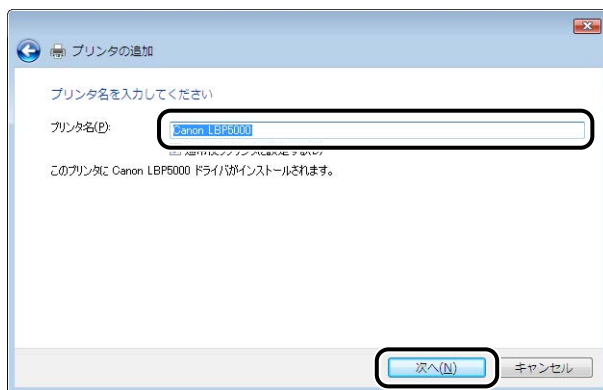 プリンタの追加
プリンタ名を入力してください
プリンタ名(P):
Canon LBP5000
このプリンタに Canon LBP5000 ドライバがインストールされます。
次へ(N)
キャンセル